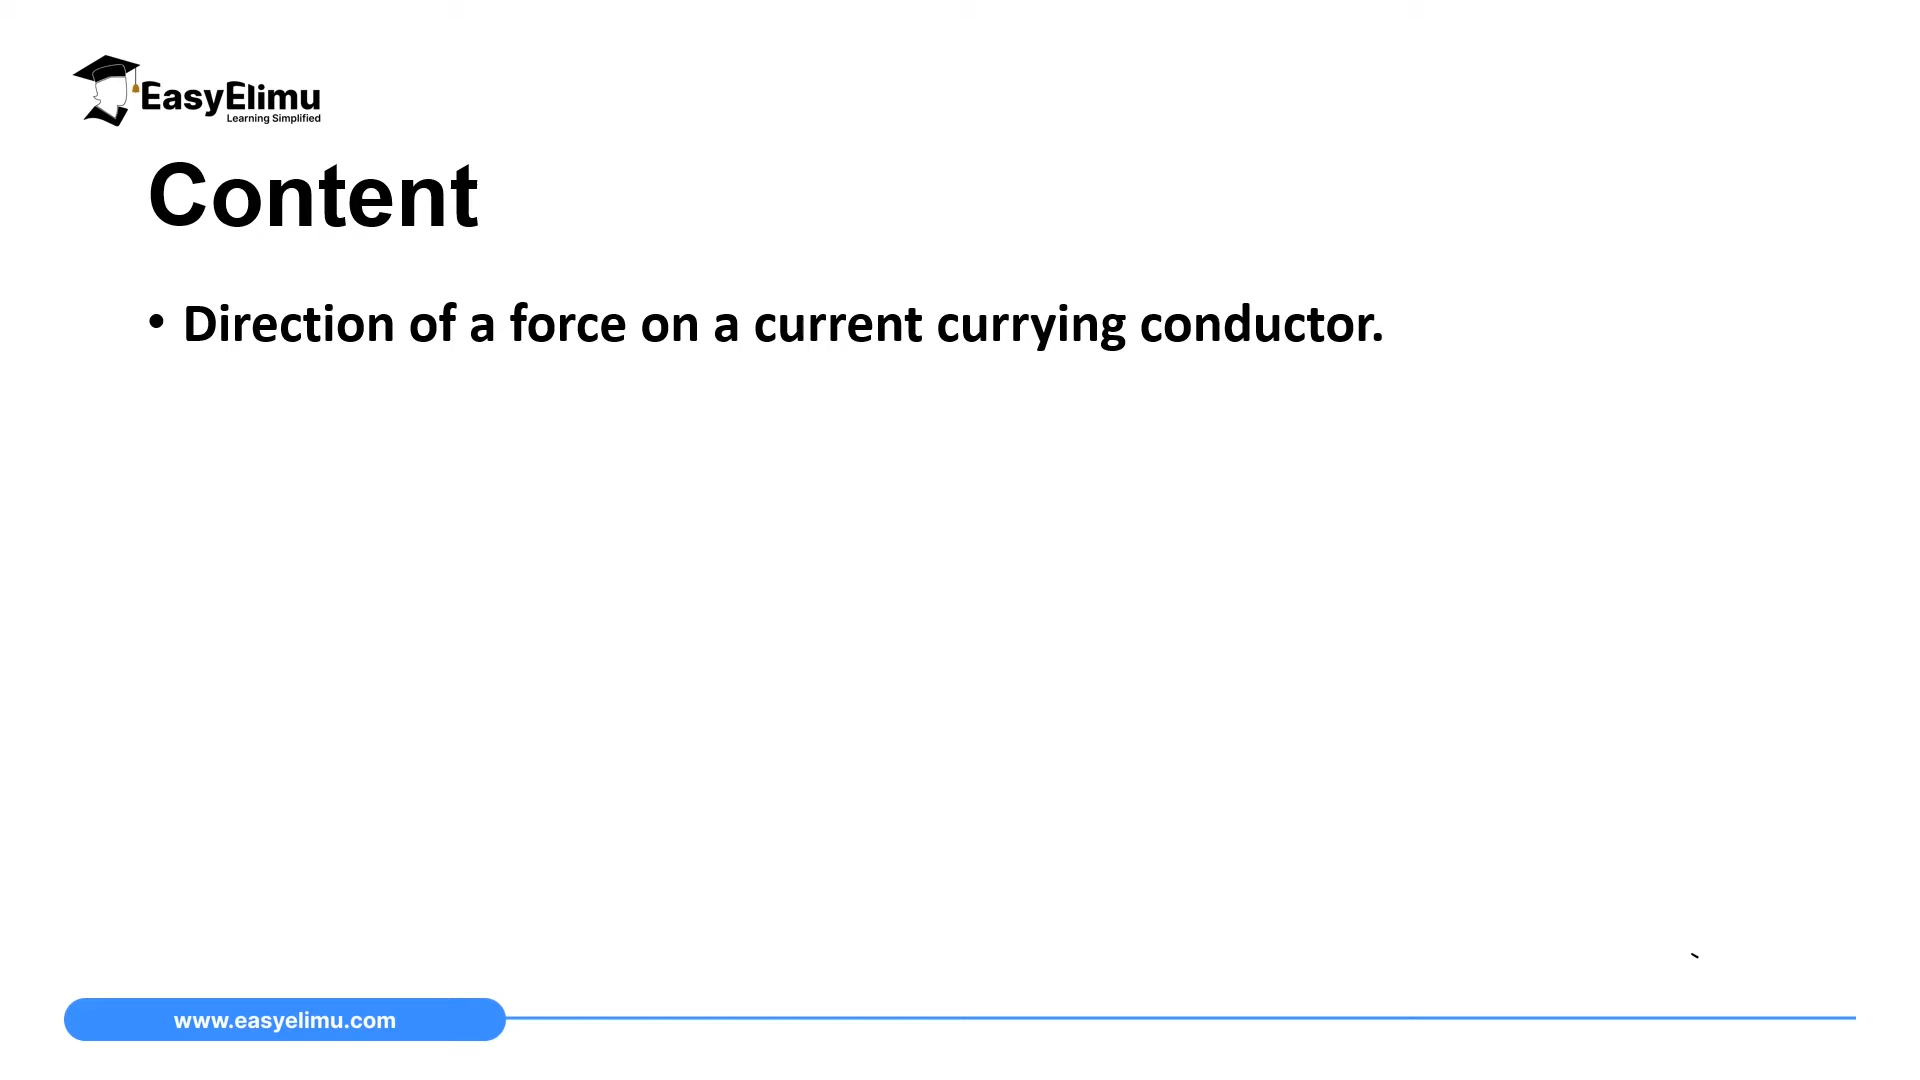 EasyElimu
Learning Simplified
Content
• Direction of a force on a current currying conductor.
www.easyelimu.com